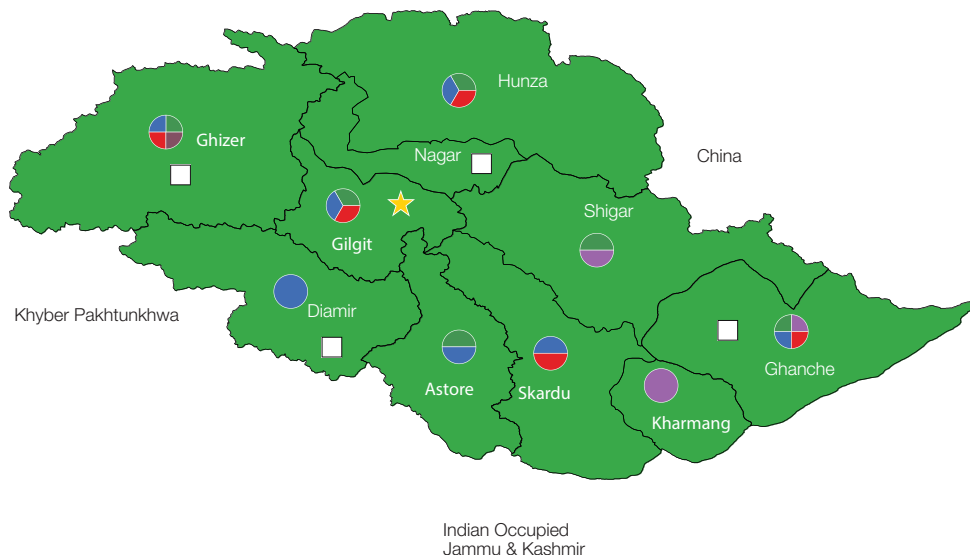 Hunza
Ghizer
Nagar
China
Shigar
Gilgit
Khyber Pakhtunkhwa
Diamir
Ghanche
Astore
Skardu
Kharmang
Indian Occupied
Jammu & Kashmir